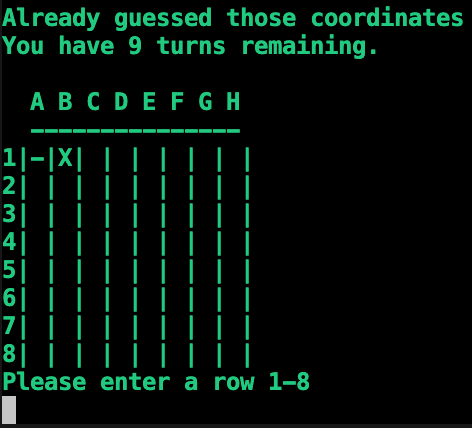 Already guessed those coordinates
You have 9 turns remaining.
  A B C D E F G H
  ---------------
1|-|X| | | | | | |
2| | | | | | | | |
3| | | | | | | | |
4| | | | | | | | |
5| | | | | | | | |
6| | | | | | | | |
7| | | | | | | | |
8| | | | | | | | |
Please enter a row 1-8